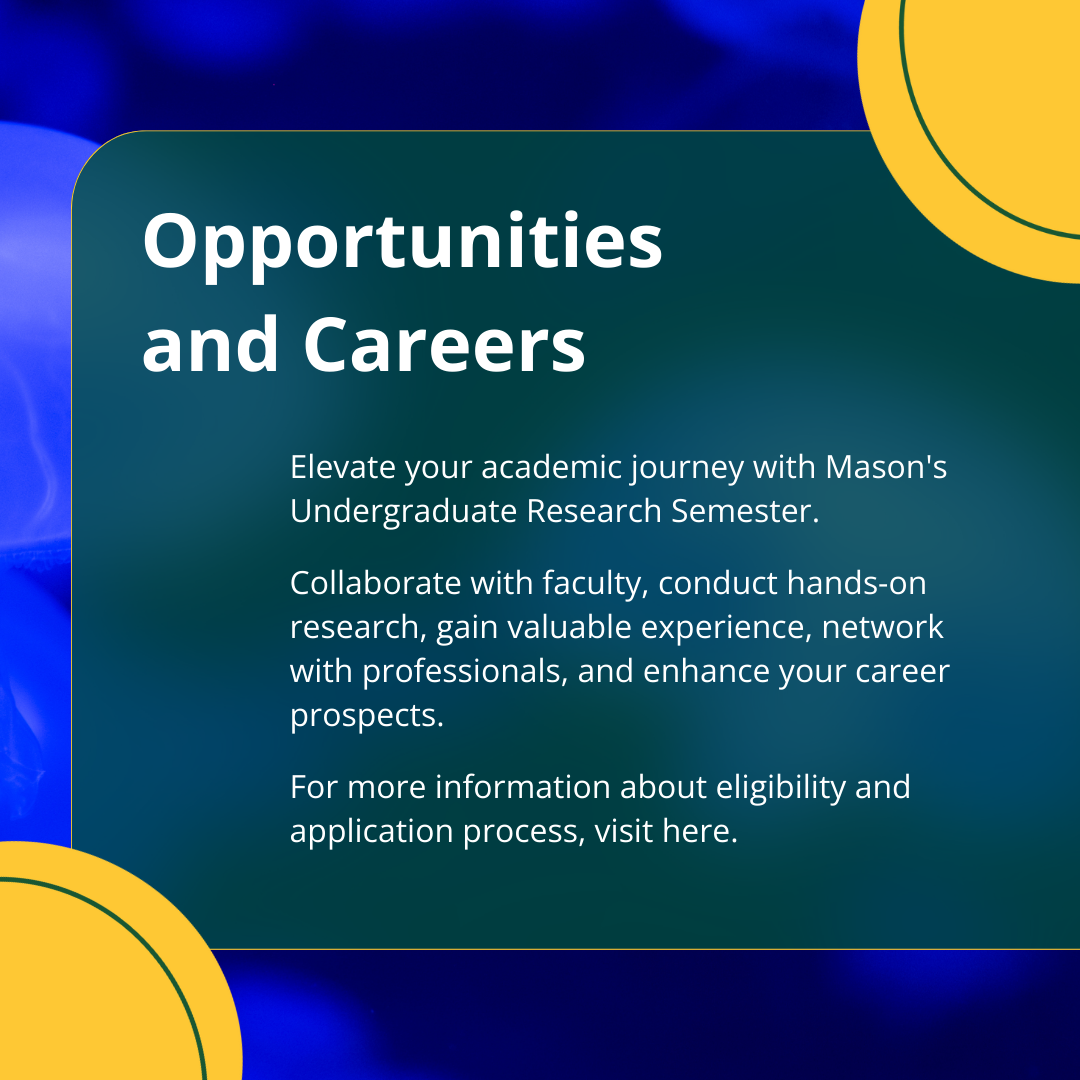 Opportunities
and Careers
Elevate your academic journey with Mason's
Undergraduate Research Semester.
Collaborate with faculty, conduct hands-on
research, gain valuable experience, network
with professionals, and enhance your career
prospects.
For more information about eligibility and
application process, visit here.